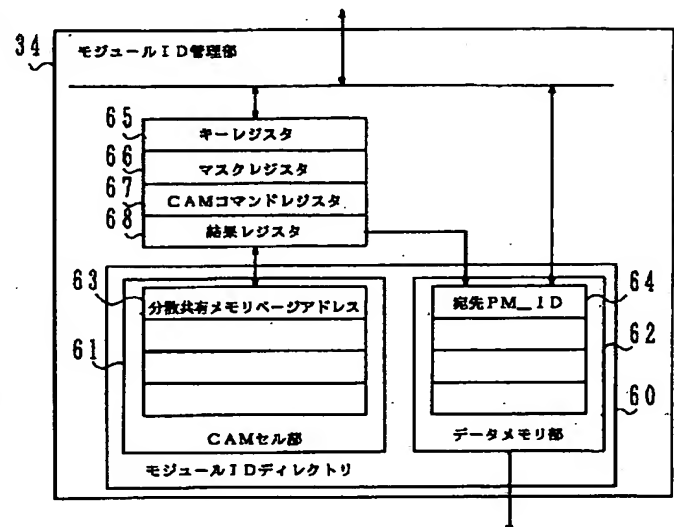 34
モジュールID管理部
65
キーレジスタ
66
マスクレジスタ
67
CAMコマンドレジスタ
68
結果レジスタ
63
分散共有メモリページアドレス
64
宛先PM_ID
61
62
60
CAMセル部
データメモリ部
モジュールIDディレクトリ